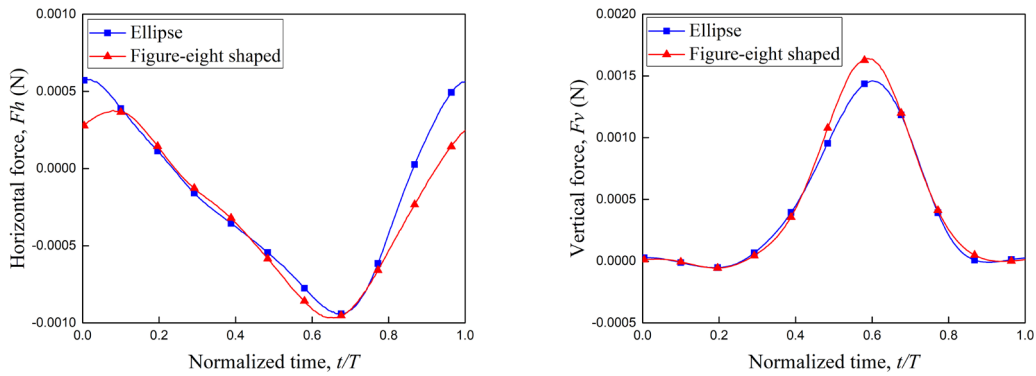 0.0010
0.0005
0.0000
-0.0005
-0.0010
Horizontal force, Fh (N)
Ellipse
Figure-eight shaped
0.0 0.2 0.4 0.6 0.8 1.0
Normalized time, t/T
0.0020
0.0015
0.0010
0.0005
0.0000
-0.0005
Vertical force, Fv (N)
Ellipse
Figure-eight shaped
0.0 0.2 0.4 0.6 0.8 1.0
Normalized time, t/T